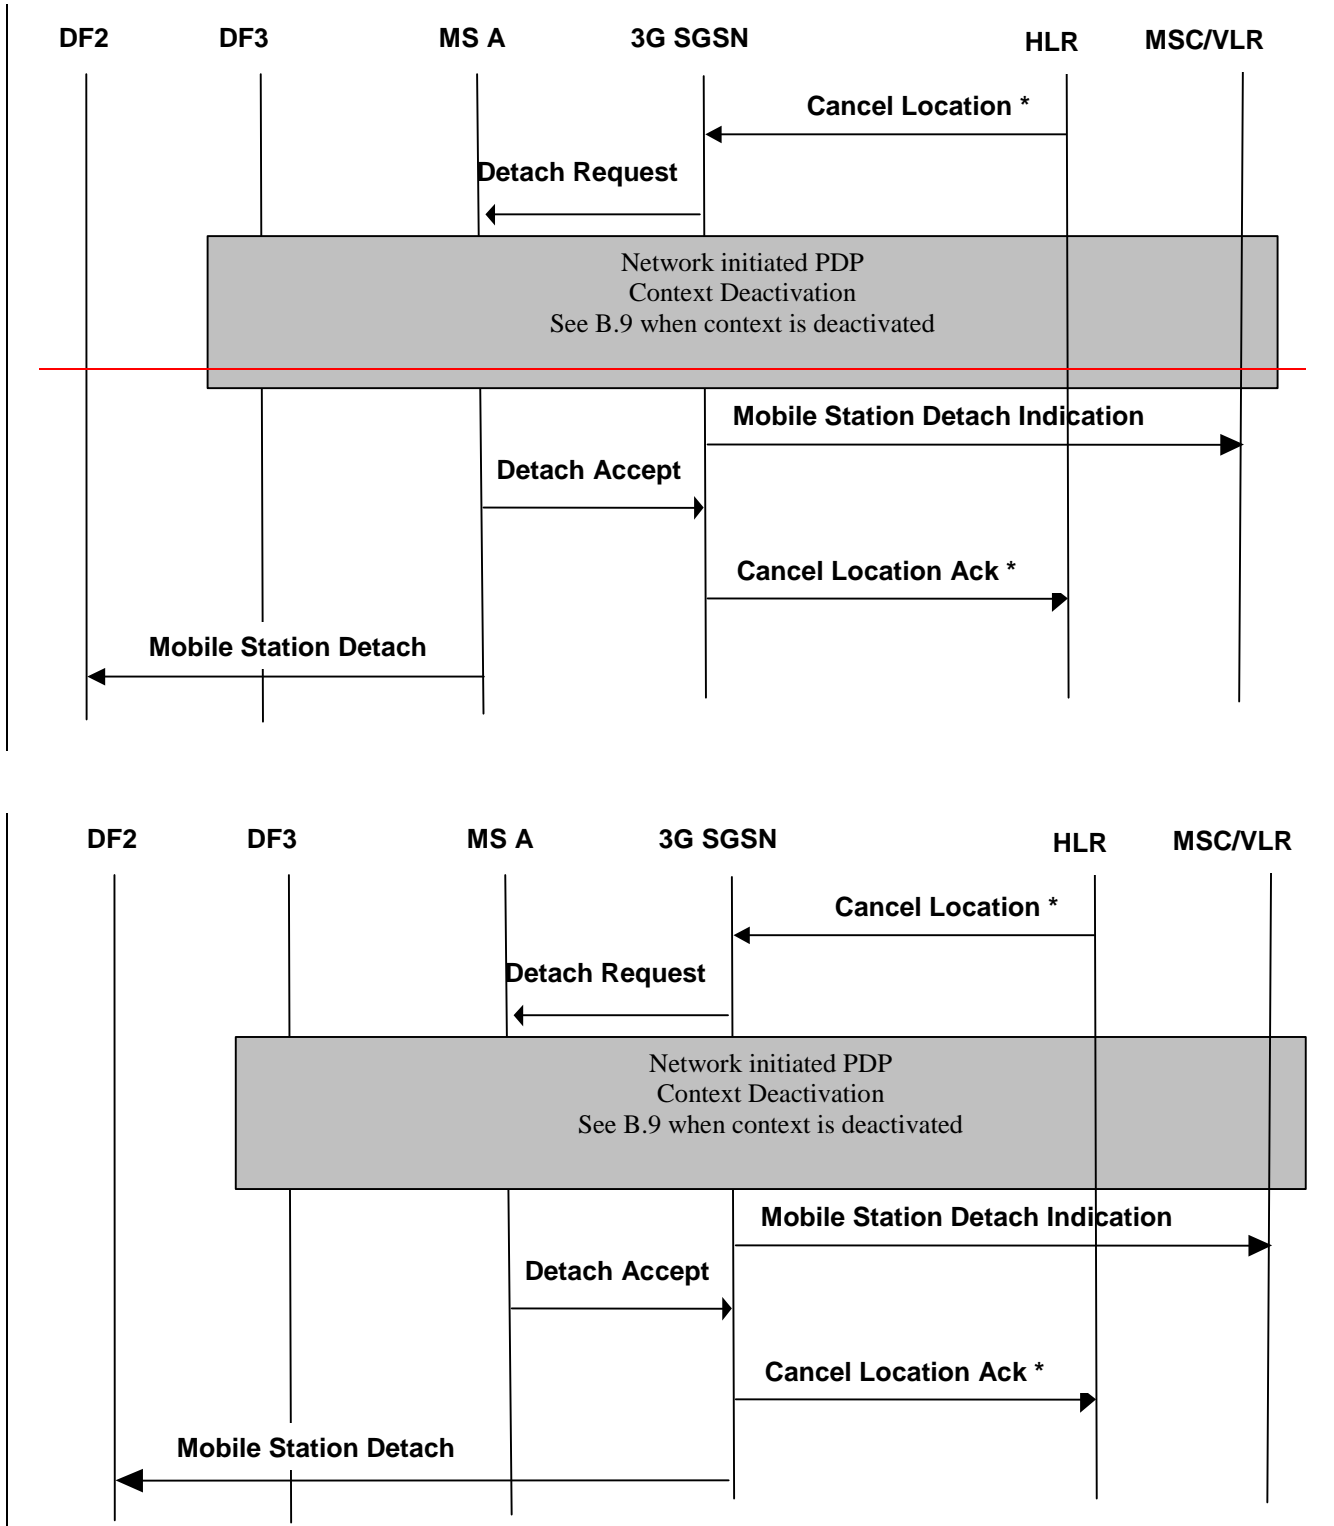 DF2 DF3 MS A 3G SGSN HLR MSC/VLR
Cancel Location *
Detach Request
Network initiated PDP
Context Deactivation
See B.9 when context is deactivated
Mobile Station Detach Indication
Detach Accept
Cancel Location Ack *
Mobile Station Detach
DF2 DF3 MS A 3G SGSN HLR MSC/VLR
Cancel Location *
Detach Request
Network initiated PDP
Context Deactivation
See B.9 when context is deactivated
Mobile Station Detach Indication
Detach Accept
Cancel Location Ack *
Mobile Station Detach